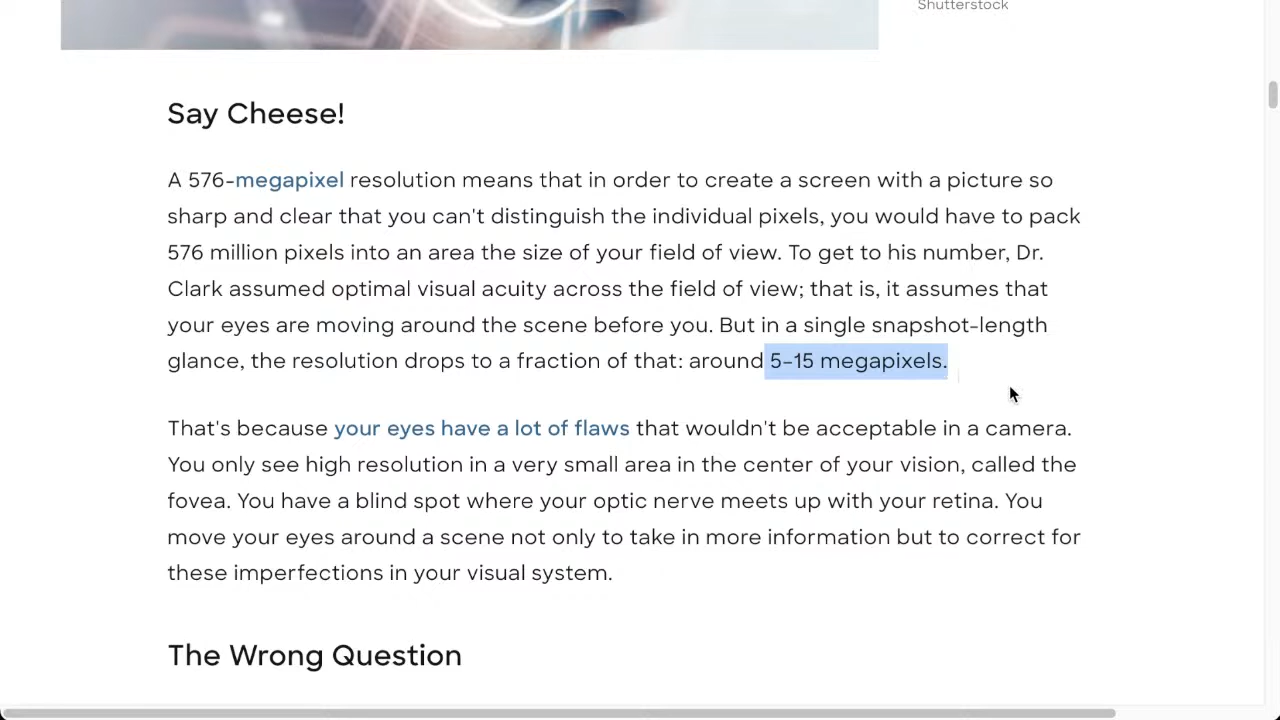 Shutterstock
Say Cheese!
A 576-megapixel resolution means that in order to create a screen with a picture so
sharp and clear that you can't distinguish the individual pixels, you would have to pack
576 million pixels into an area the size of your field of view. To get to his number, Dr.
Clark assumed optimal visual acuity across the field of view; that is, it assumes that
your eyes are moving around the scene before you. But in a single snapshot-length
glance, the resolution drops to a fraction of that: around 5–15 megapixels.
That's because your eyes have a lot of flaws that wouldn't be acceptable in a camera.
You only see high resolution in a very small area in the center of your vision, called the
fovea. You have a blind spot where your optic nerve meets up with your retina. You
move your eyes around a scene not only to take in more information but to correct for
these imperfections in your visual system.
The Wrong Question